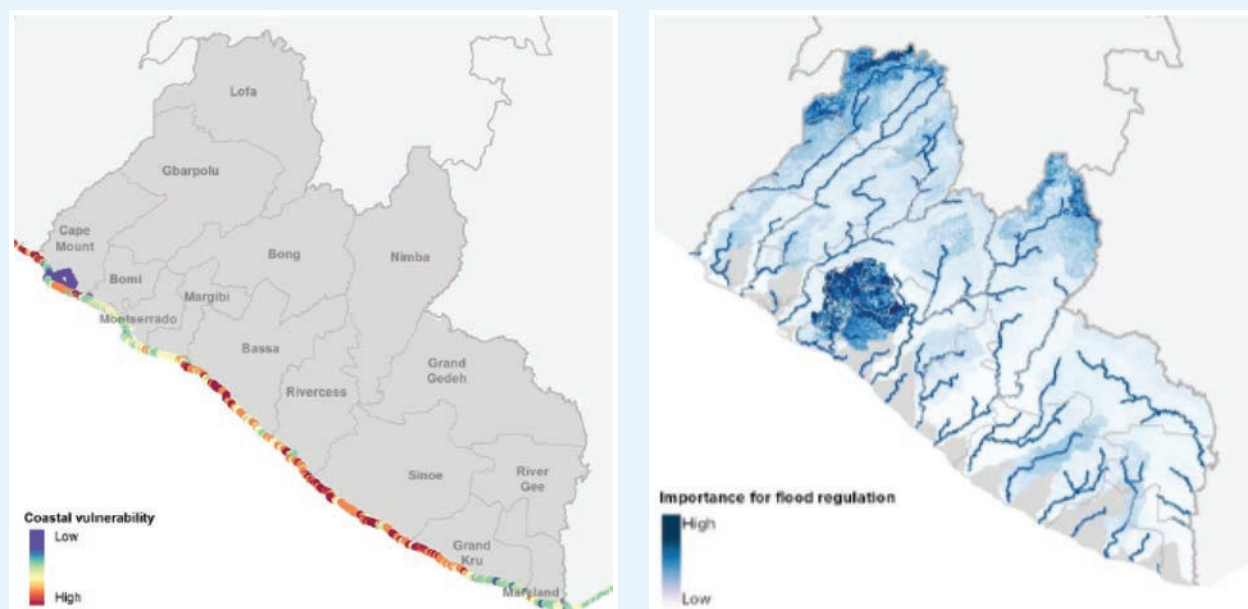 Lofa
Gbarpolu
Cape
Mount
Bomi
Bong
Nimba
Margibi
Montserrado
Bassa
Grand
Gedeh
Rivercess
Sinoe
River
Gee
Grand
Kru
Maryland
Coastal vulnerability
Low
High
Importance for flood regulation
High
Low